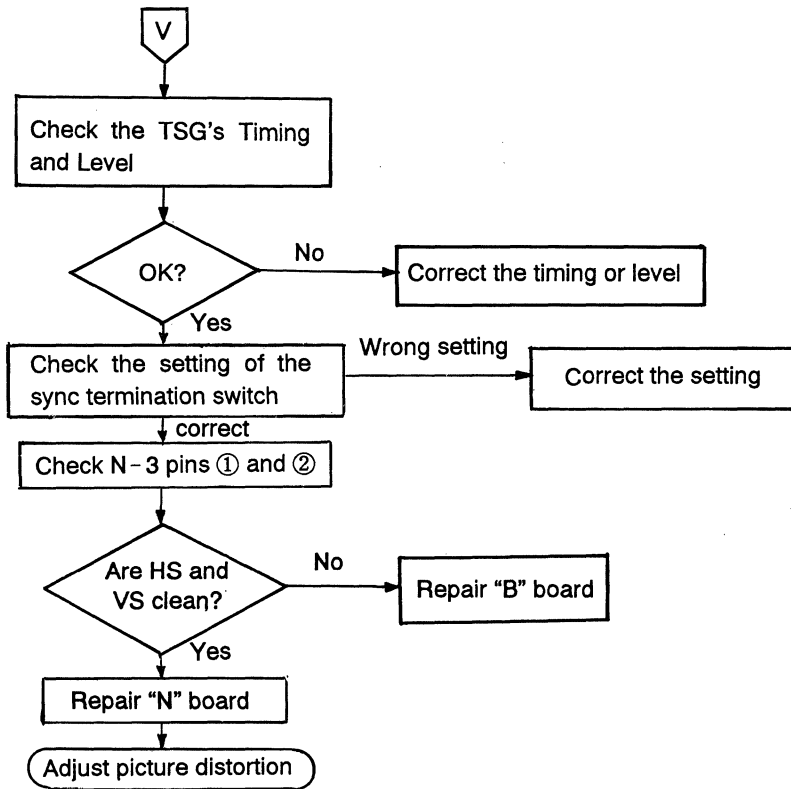 V
Check the TSG's Timing
and Level
OK?
No
Correct the timing or level
Yes
Check the setting of the
sync termination switch
Wrong setting
Correct the setting
correct
Check N-3 pins ① and ②
Are HS and
VS clean?
No
Repair “B” board
Yes
Repair “N” board
Adjust picture distortion